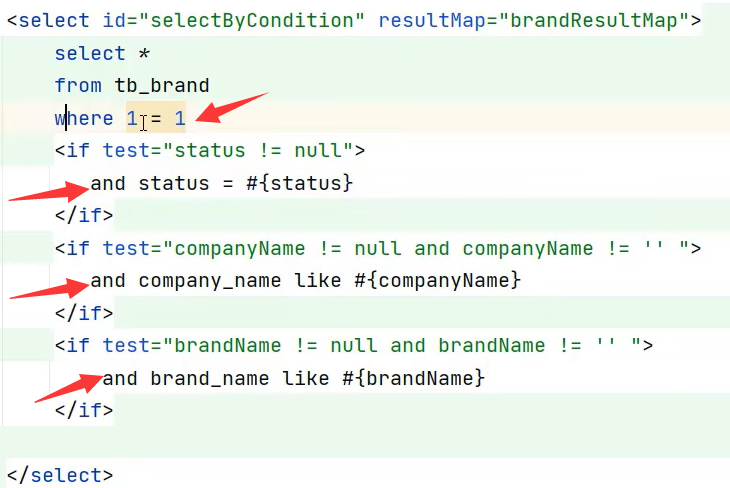 <select id="selectByCondition" resultMap="brandResultMap">
select *
from tb_brand
where 1 = 1
<if test="status != null">
and status = #{status}
</if>
<if test="companyName != null and companyName != '' ">
and company_name like #{companyName}
</if>
<if test="brandName != null and brandName != '' ">
and brand_name like #{brandName}
</if>
</select>